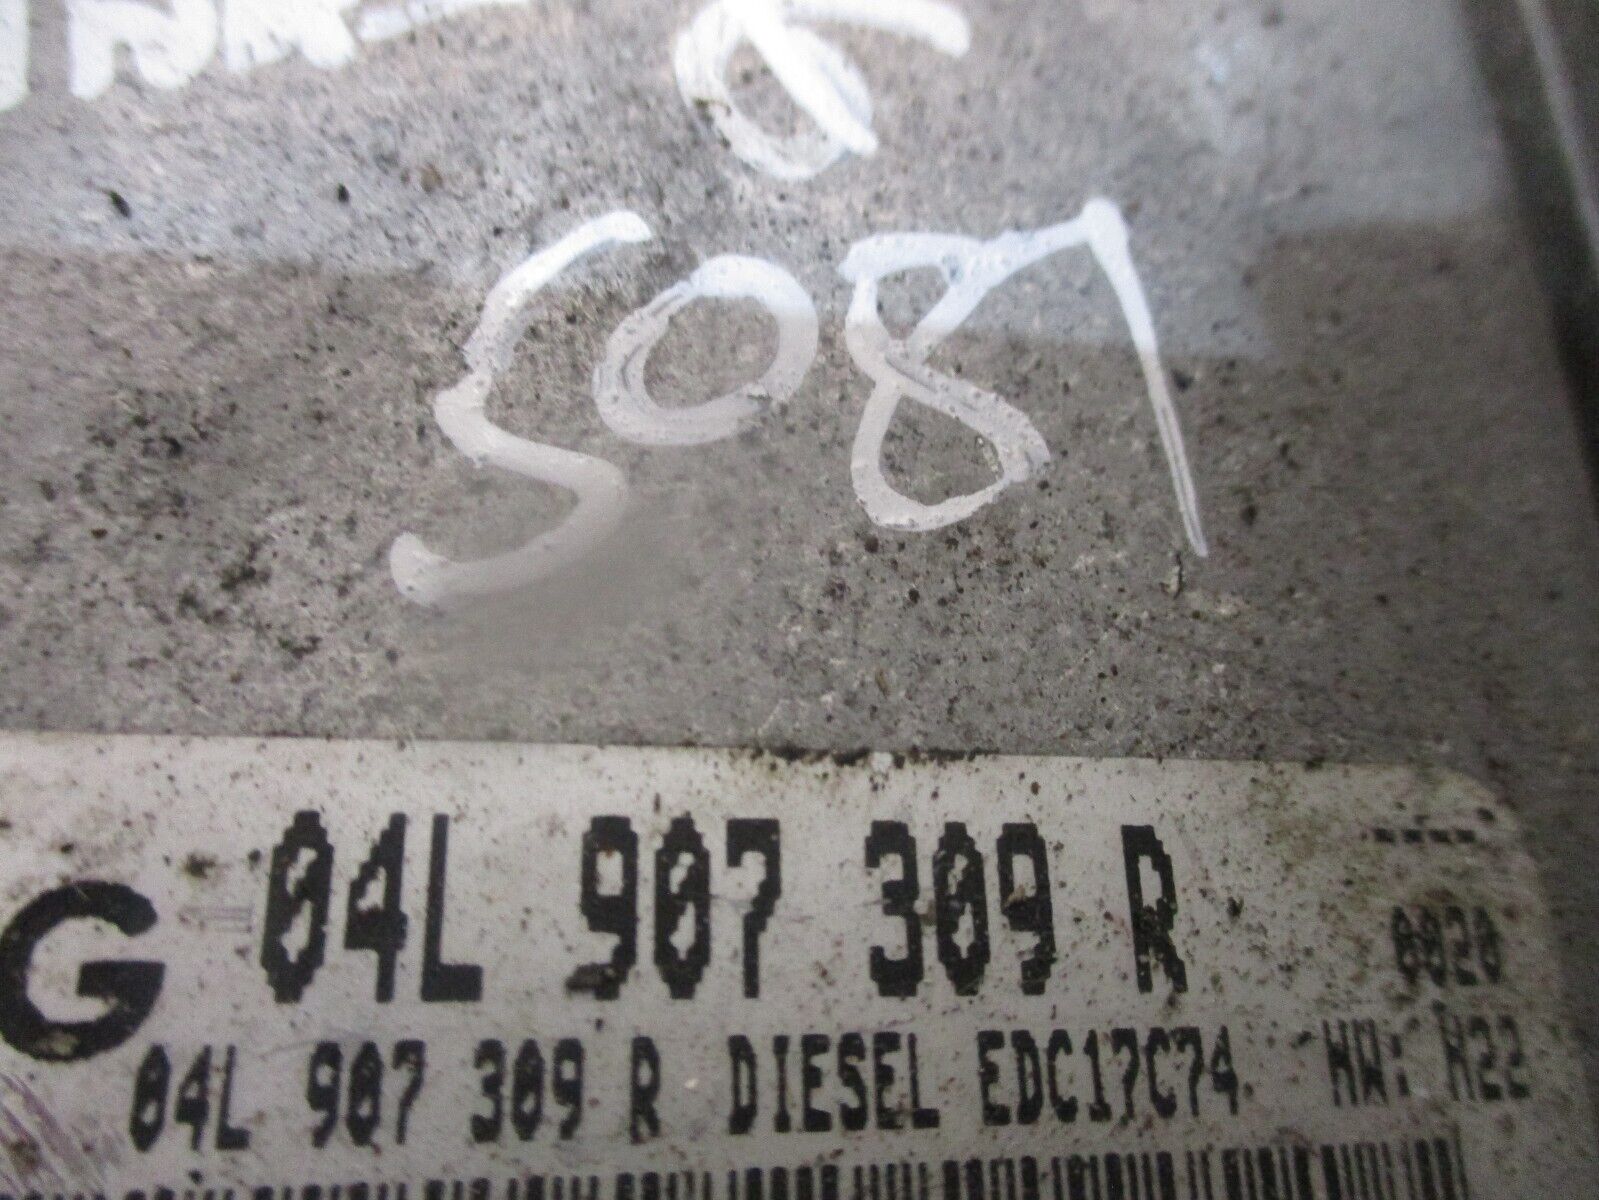 5087
G 04L 907 309 R ----
0020
04L 907 309 R DIESEL EDC17C74 HW: H22